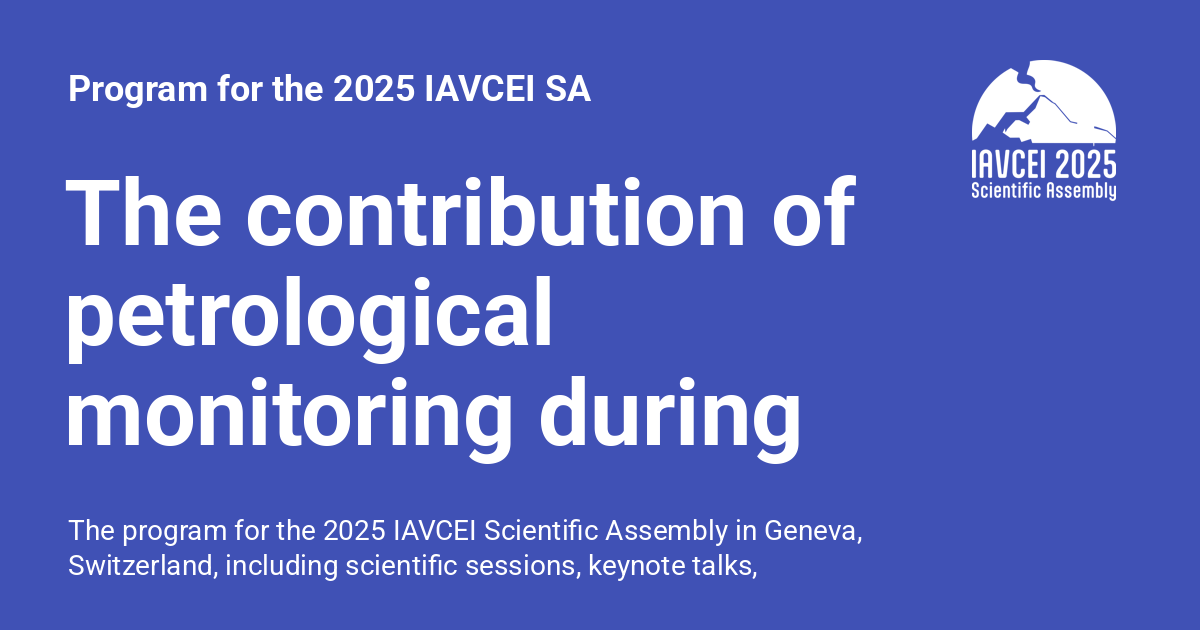 Program for the 2025 IAVCEI SA
The contribution of
petrological
monitoring during
The program for the 2025 IAVCEI Scientific Assembly in Geneva,
Switzerland, including scientific sessions, keynote talks,
IAVCEI 2025
Scientific Assembly